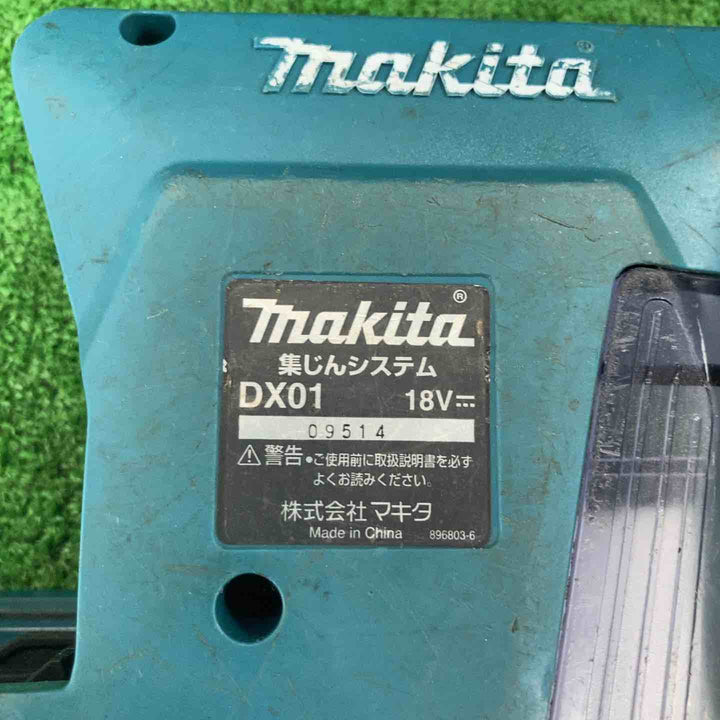 makita®
makita®
集じんシステム
DX01 18V⎓
09514
⚠警告•ご使用前に取扱説明書を必ず
よくお読みください。
株式会社マキタ
Made in China 896803-6